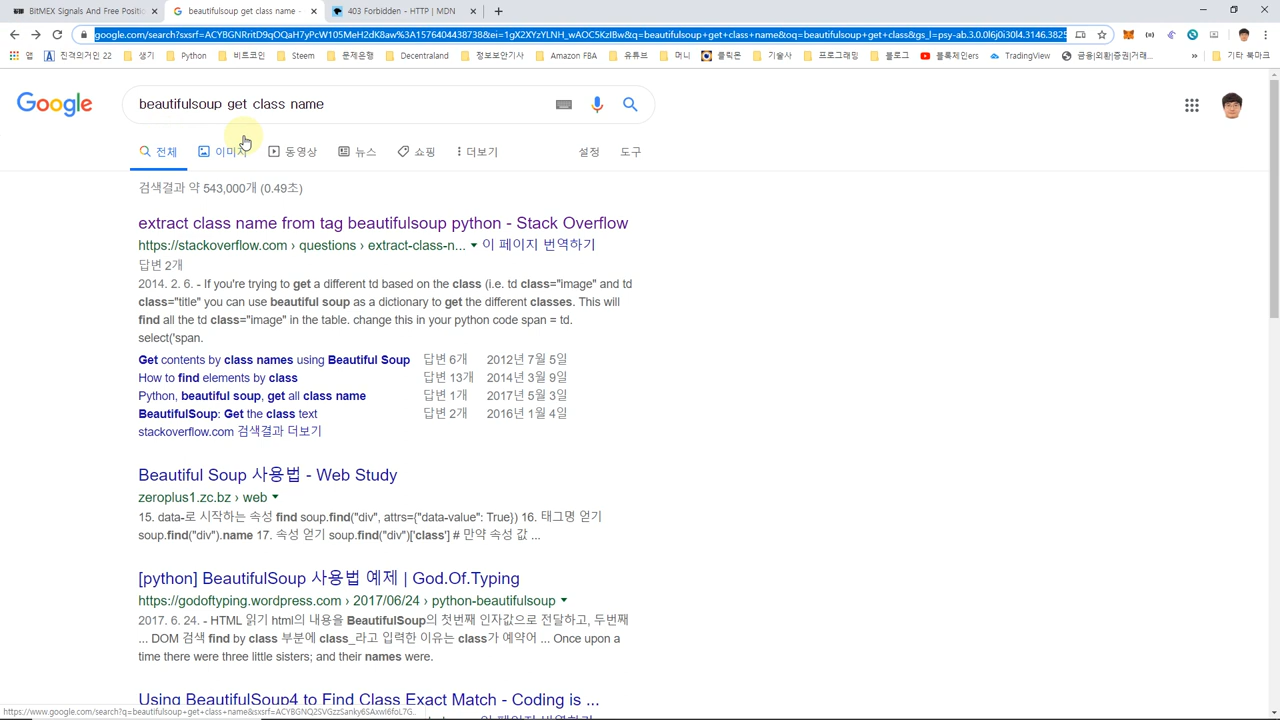 BitMEX Signals And Free Positi
beautifulsoup get class name -
403 Forbidden - HTTP | MDN
google.com/search?sxsrf=ACYBGNRritD9qOQaH7yPcW105MeH2dK8aw%3A1576404438738&ei=1gX2XYzYLNH_wAOC5KzlBw&q=beautifulsoup+get+class+name&oq=beautifulsoup+get+class&gs_l=psy-ab.3.0.0l6j0i30l4.3146.3825
앱 진격의거인 22 생기 Python 비트코인 Steem 문제은행 Decentraland 정보보안기사 Amazon FBA 유튜브 머니 클릭몬 기술사 프로그래밍 블로그 블록체인ers TradingView 금융|외환|증권|거래... » 기타 북마크
Google
beautifulsoup get class name
전체 이미지 동영상 뉴스 쇼핑 더보기 설정 도구
검색결과 약 543,000개 (0.49초)
extract class name from tag beautifulsoup python - Stack Overflow
https://stackoverflow.com › questions › extract-class-n... ▾ 이 페이지 번역하기
답변 2개
2014. 2. 6. - If you're trying to get a different td based on the class (i.e. td class="image" and td
class="title" you can use beautiful soup as a dictionary to get the different classes. This will
find all the td class="image" in the table. change this in your python code span = td.
select('span.
Get contents by class names using Beautiful Soup 답변 6개 2012년 7월 5일
How to find elements by class 답변 13개 2014년 3월 9일
Python, beautiful soup, get all class name 답변 1개 2017년 5월 3일
BeautifulSoup: Get the class text 답변 2개 2016년 1월 4일
stackoverflow.com 검색결과 더보기
Beautiful Soup 사용법 - Web Study
zeroplus1.zc.bz › web ▾
15. data-로 시작하는 속성 find soup.find("div", attrs={"data-value": True}) 16. 태그명 얻기
soup.find("div").name 17. 속성 얻기 soup.find("div")['class'] # 만약 속성 값 ...
[python] BeautifulSoup 사용법 예제 | God.Of.Typing
https://godoftyping.wordpress.com › 2017/06/24 › python-beautifulsoup ▾
2017. 6. 24. - HTML 읽기 html의 내용을 BeautifulSoup의 첫번째 인자값으로 전달하고, 두번째
... DOM 검색 find by class 부분에 class_라고 입력한 이유는 class가 예약어 ... Once upon a
time there were three little sisters; and their names were.
Using BeautifulSoup4 to Find Class Exact Match - Coding is ...
https://www.google.com/search?q=beautifulsoup+get+class+name&sxsrf=ACYBGNQ2SVGzzSanky6SAxwI6foL7G...